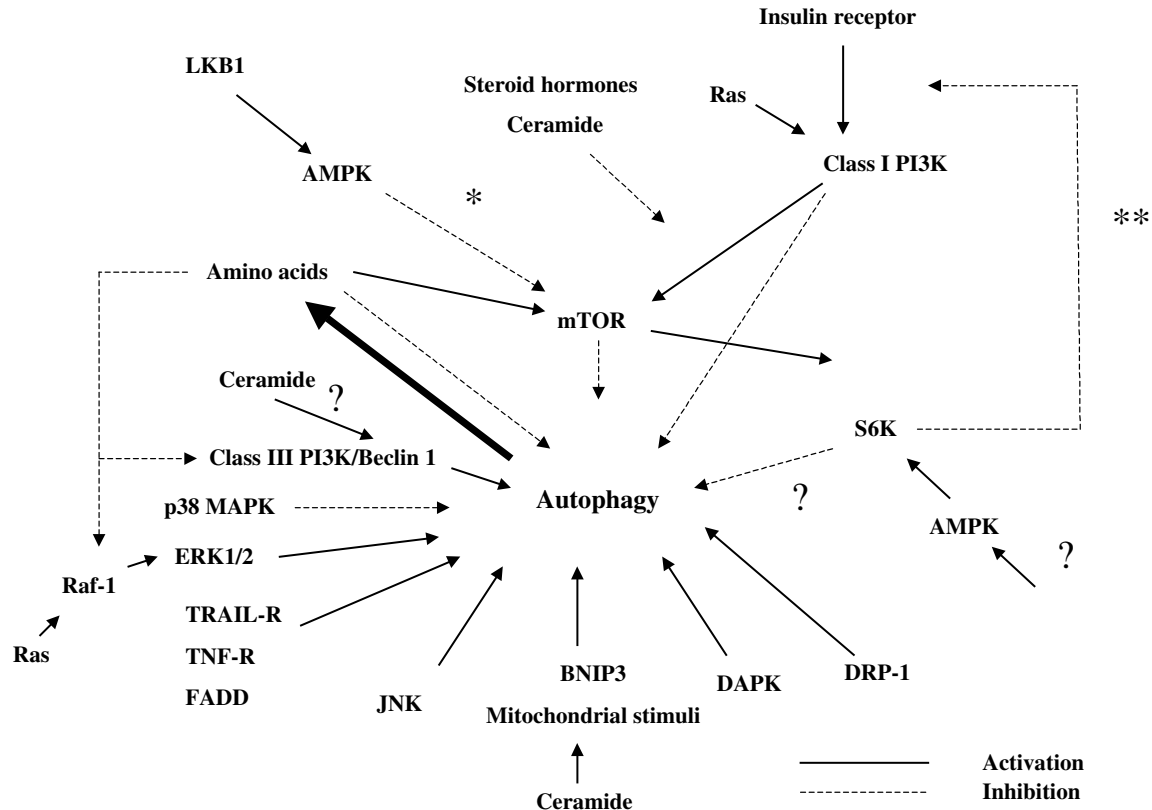 Insulin receptor
LKB1
Steroid hormones
Ras
Ceramide
Class I PI3K
AMPK
*
**
Amino acids
mTOR
Ceramide
?
S6K
Class III PI3K/Beclin 1
Autophagy
?
p38 MAPK
AMPK
ERK1/2
?
Raf-1
TRAIL-R
Ras
TNF-R
BNIP3
DRP-1
DAPK
FADD
JNK
Mitochondrial stimuli
Activation
Inhibition
Ceramide